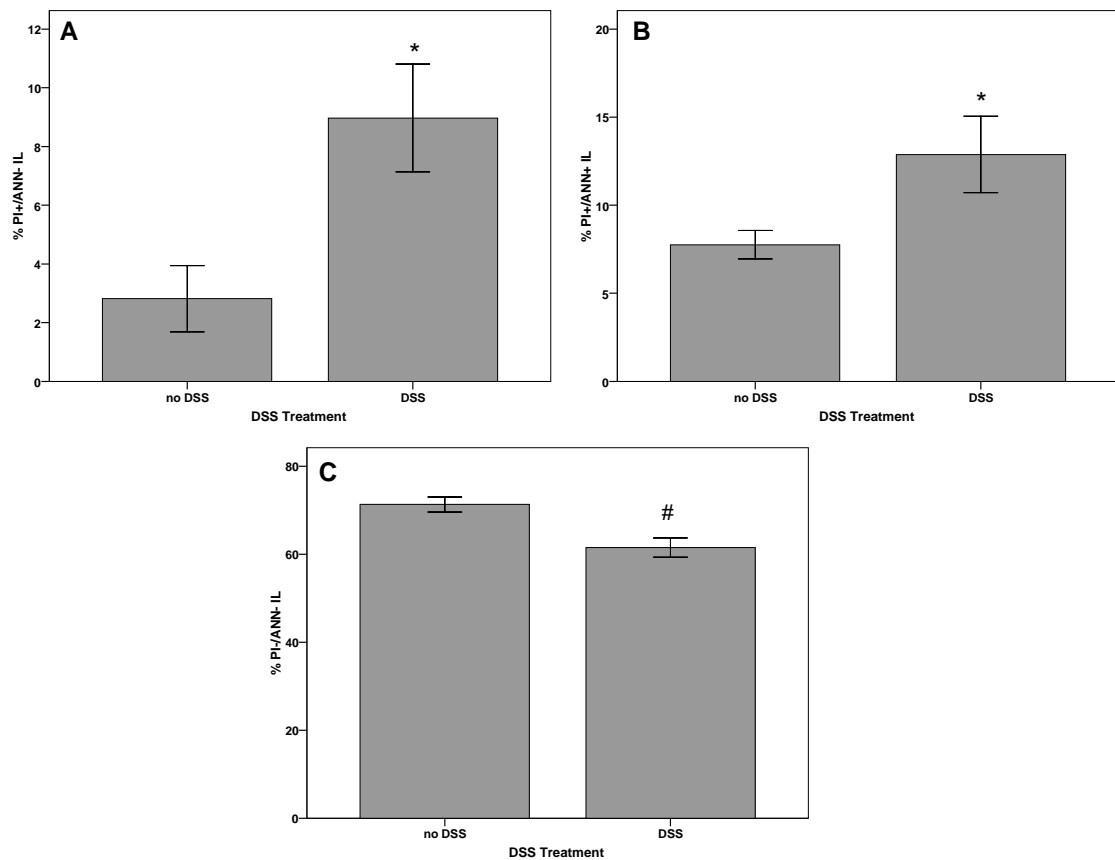 A
*
% PI+/ANN- IL
12
10
8
6
4
2
0
no DSS
DSS
DSS Treatment
B
*
% PI+/ANN+ IL
20
15
10
5
0
no DSS
DSS
DSS Treatment
C
#
% PI-/ANN- IL
80
60
40
20
0
no DSS
DSS
DSS Treatment